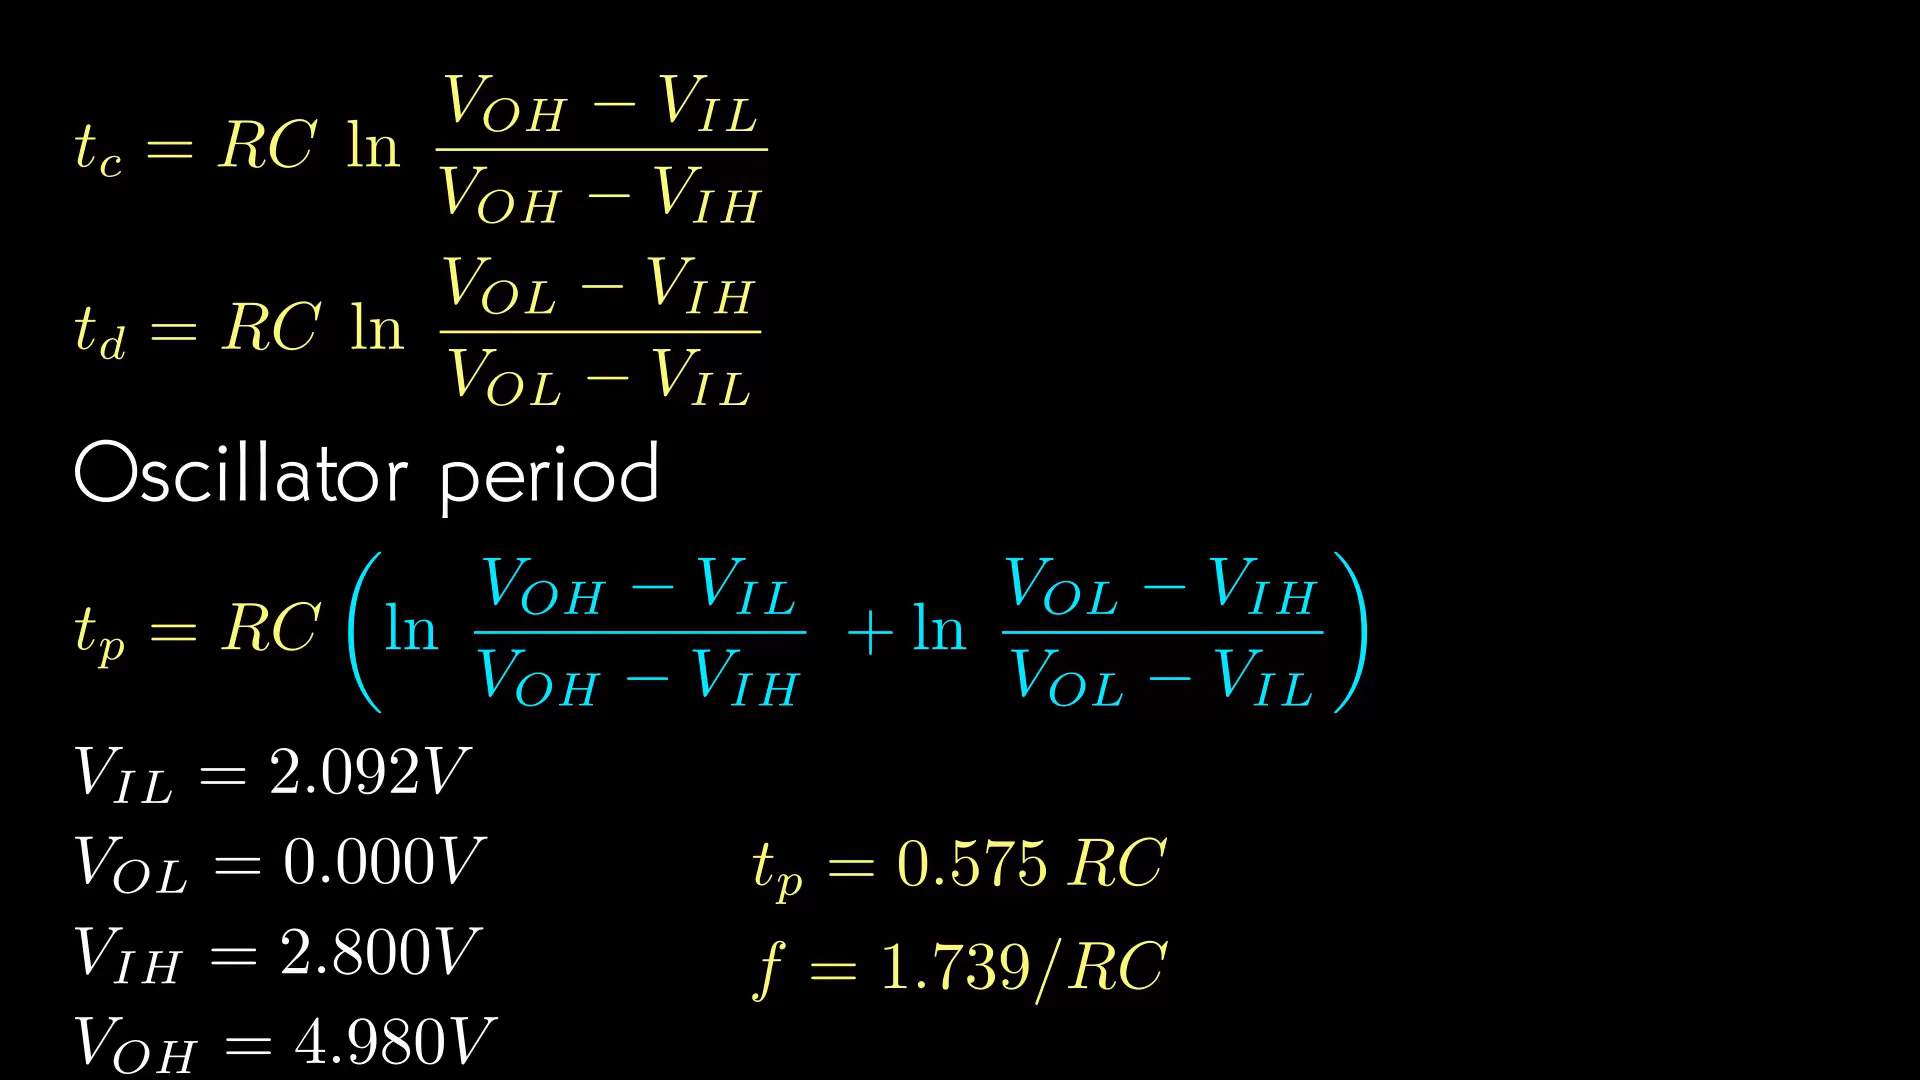 t_c = RC ln (V_OH − V_IL)/(V_OH − V_IH)
t_d = RC ln (V_OL − V_IH)/(V_OL − V_IL)
Oscillator period
t_p = RC (ln (V_OH − V_IL)/(V_OH − V_IH) + ln (V_OL − V_IH)/(V_OL − V_IL))
V_IL = 2.092V
V_OL = 0.000V
t_p = 0.575 RC
V_IH = 2.800V
f = 1.739/RC
V_OH = 4.980V